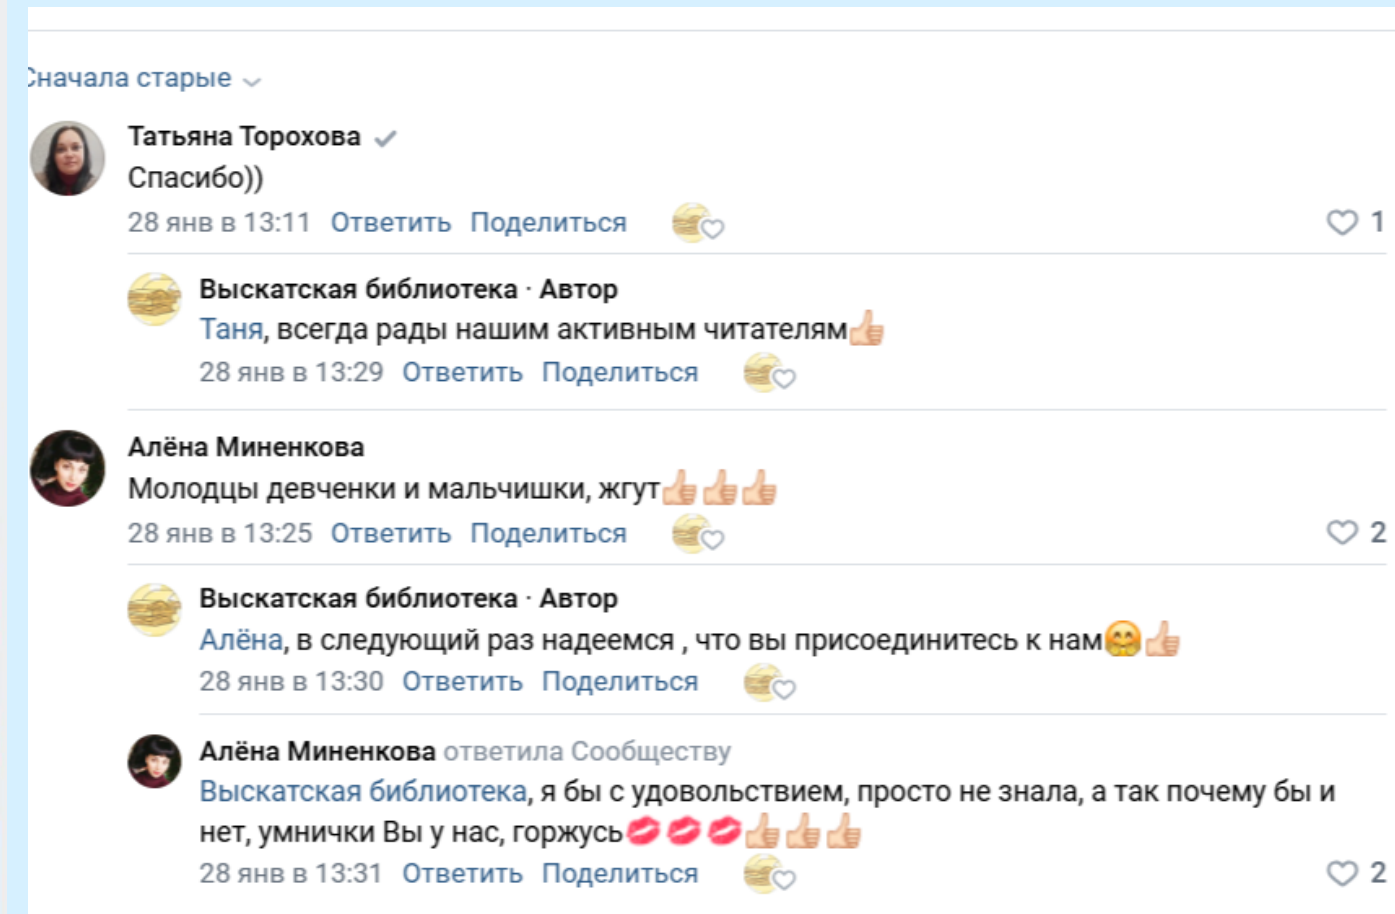 Сначала старые
Татьяна Торохова
Спасибо))
28 янв в 13:11 Ответить Поделиться 1
Выскатская библиотека · Автор
Таня, всегда рады нашим активным читателям👍🏻
28 янв в 13:29 Ответить Поделиться
Алёна Миненкова
Молодцы девченки и мальчишки, жгут👍🏻👍🏻👍🏻
28 янв в 13:25 Ответить Поделиться 2
Выскатская библиотека · Автор
Алёна, в следующий раз надеемся , что вы присоединитесь к нам🤗👍🏻
28 янв в 13:30 Ответить Поделиться
Алёна Миненкова ответила Сообществу
Выскатская библиотека, я бы с удовольствием, просто не знала, а так почему бы и
нет, умнички Вы у нас, горжусь💋💋💋👍🏻👍🏻👍🏻
28 янв в 13:31 Ответить Поделиться 2